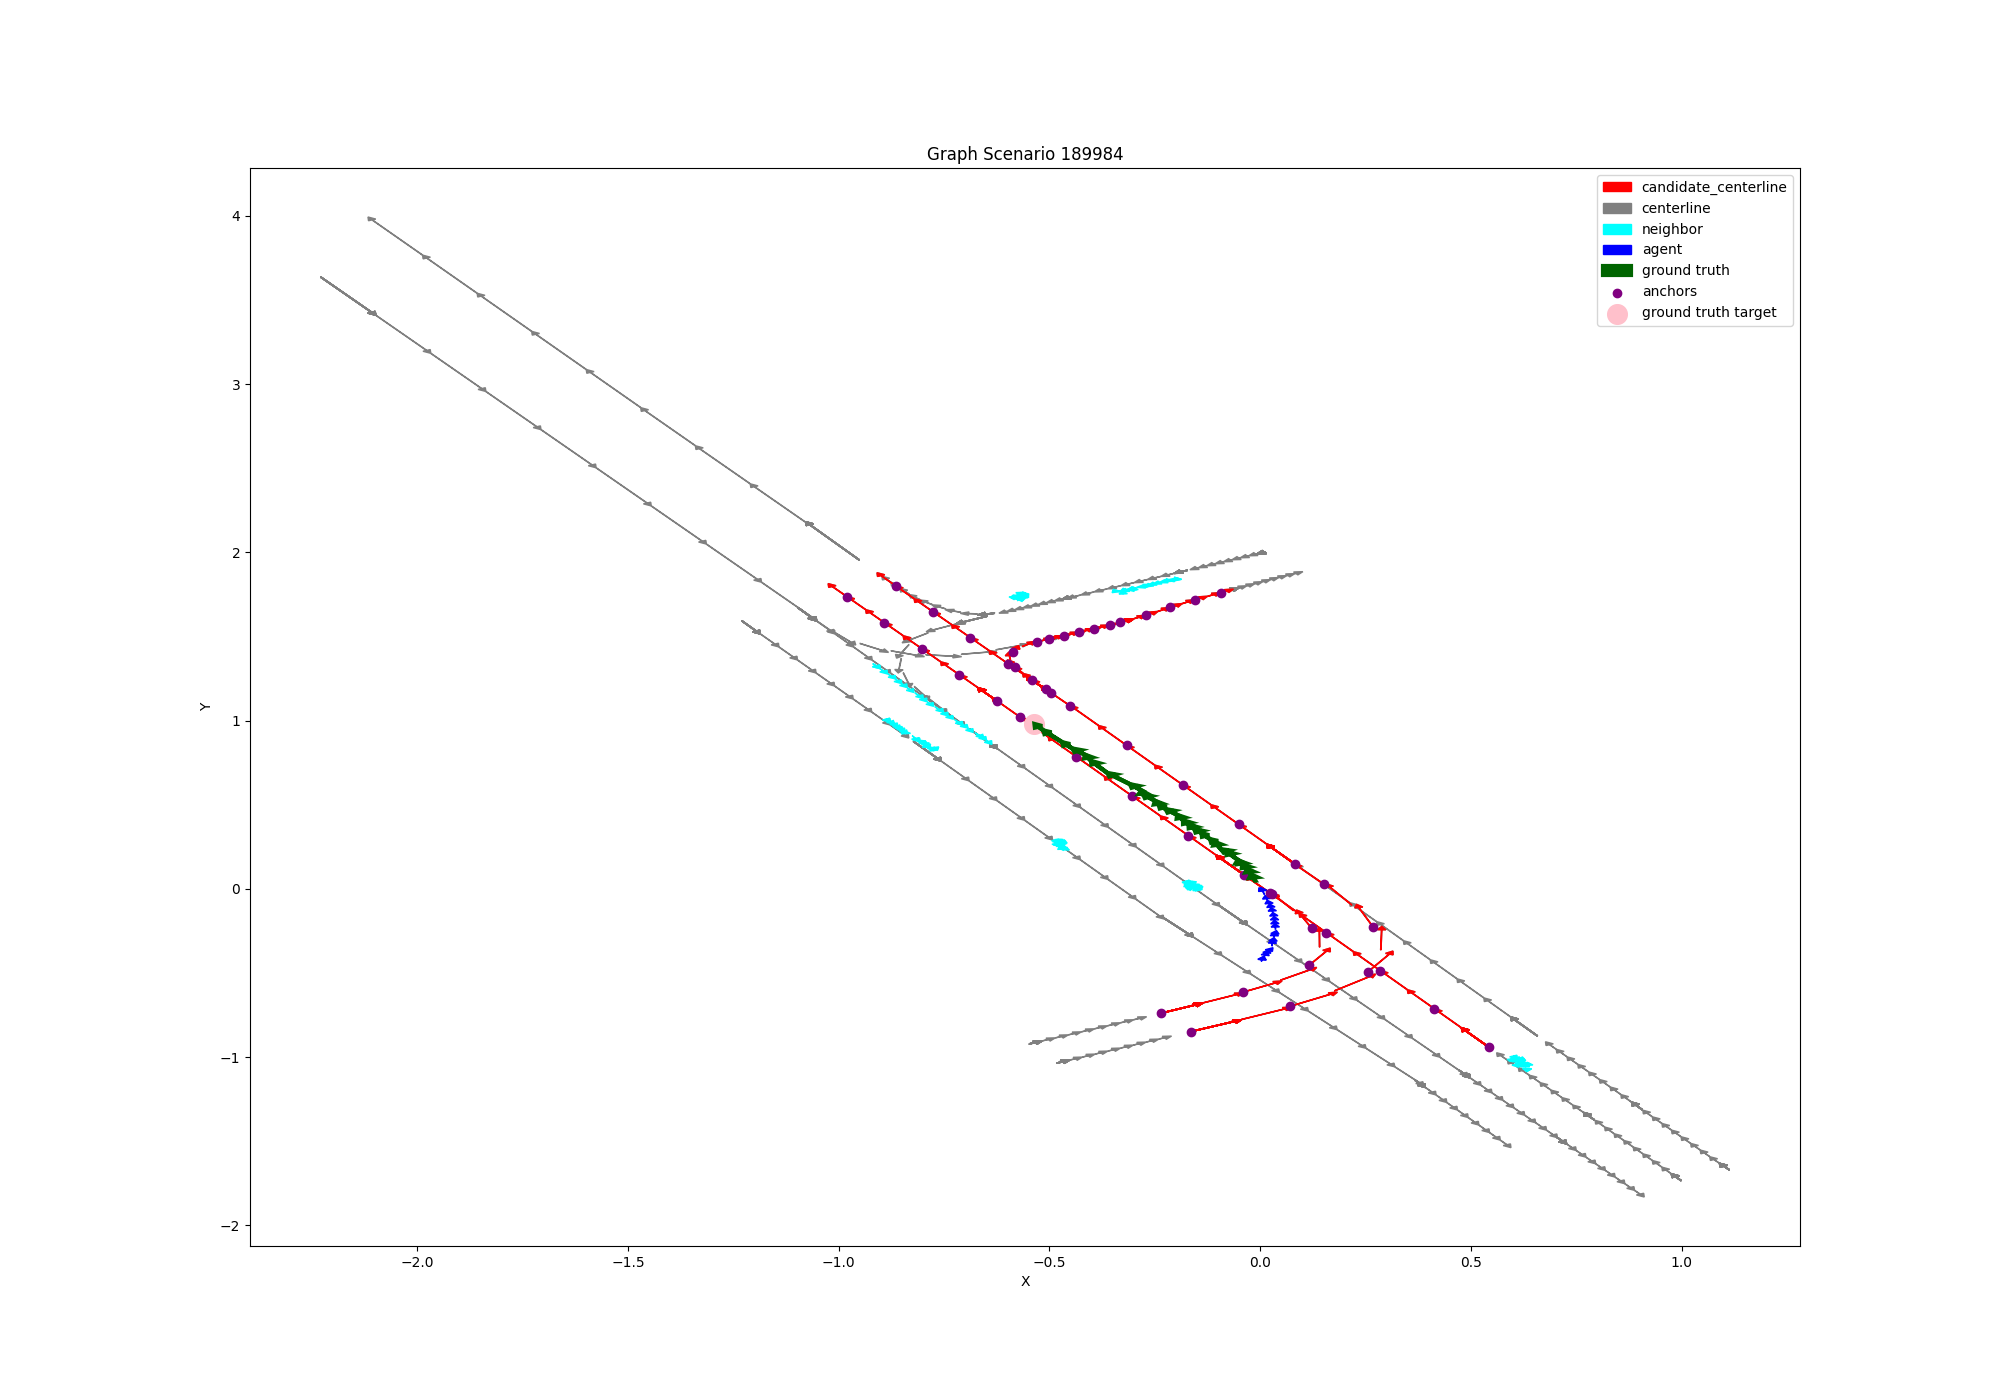 Graph Scenario 189984
candidate_centerline
centerline
neighbor
agent
ground truth
anchors
ground truth target
4
3
2
1
0
−1
−2
Y
−2.0 −1.5 −1.0 −0.5 0.0 0.5 1.0
X